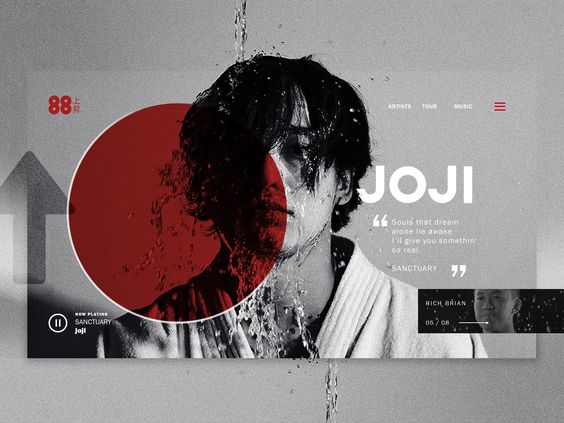 88上昇
ARTISTS TOUR MUSIC
JOJI
“
Souls that dream
alone lie awake
I'll give you somethin'
so real.
SANCTUARY
”
RICH BRIAN
05 / 08
NOW PLAYING
SANCTUARY
joji